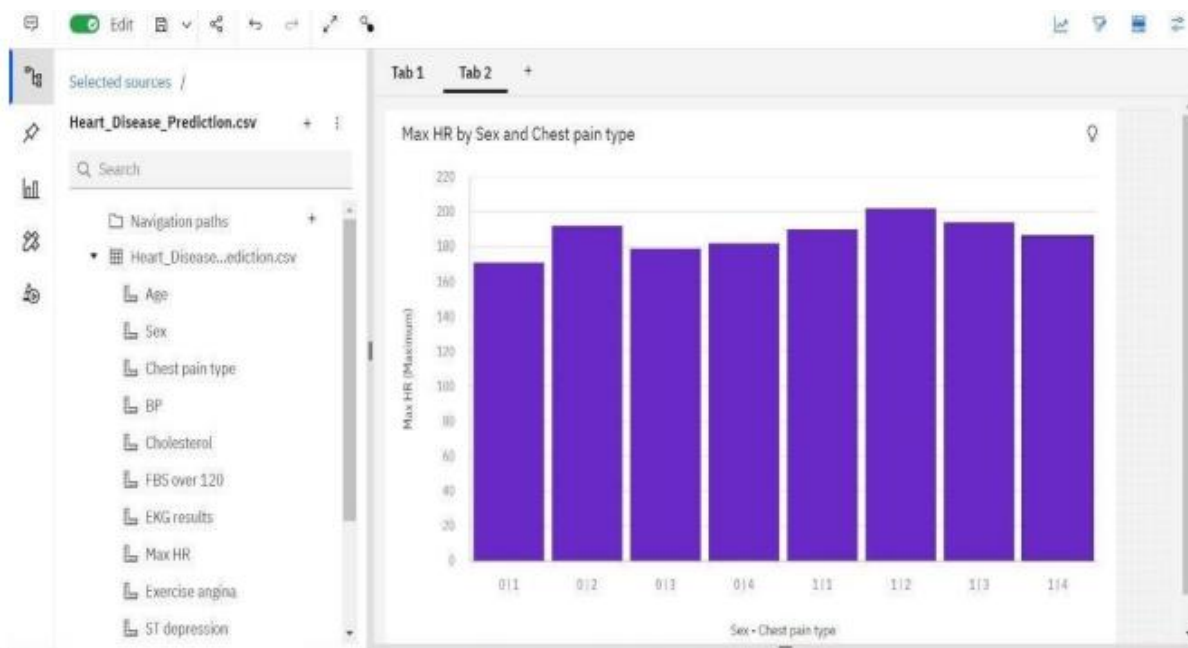 Edit
Selected sources /
Heart_Disease_Prediction.csv
Search
Navigation paths
Heart_Disease...ediction.csv
Age
Sex
Chest pain type
BP
Cholesterol
FBS over 120
EKG results
Max HR
Exercise angina
ST depression
Tab 1 Tab 2 +
Max HR by Sex and Chest pain type
Max HR (Maximum)
220
200
180
160
140
120
100
80
60
40
20
0
0|1 0|2 0|3 0|4 1|1 1|2 1|3 1|4
Sex - Chest pain type